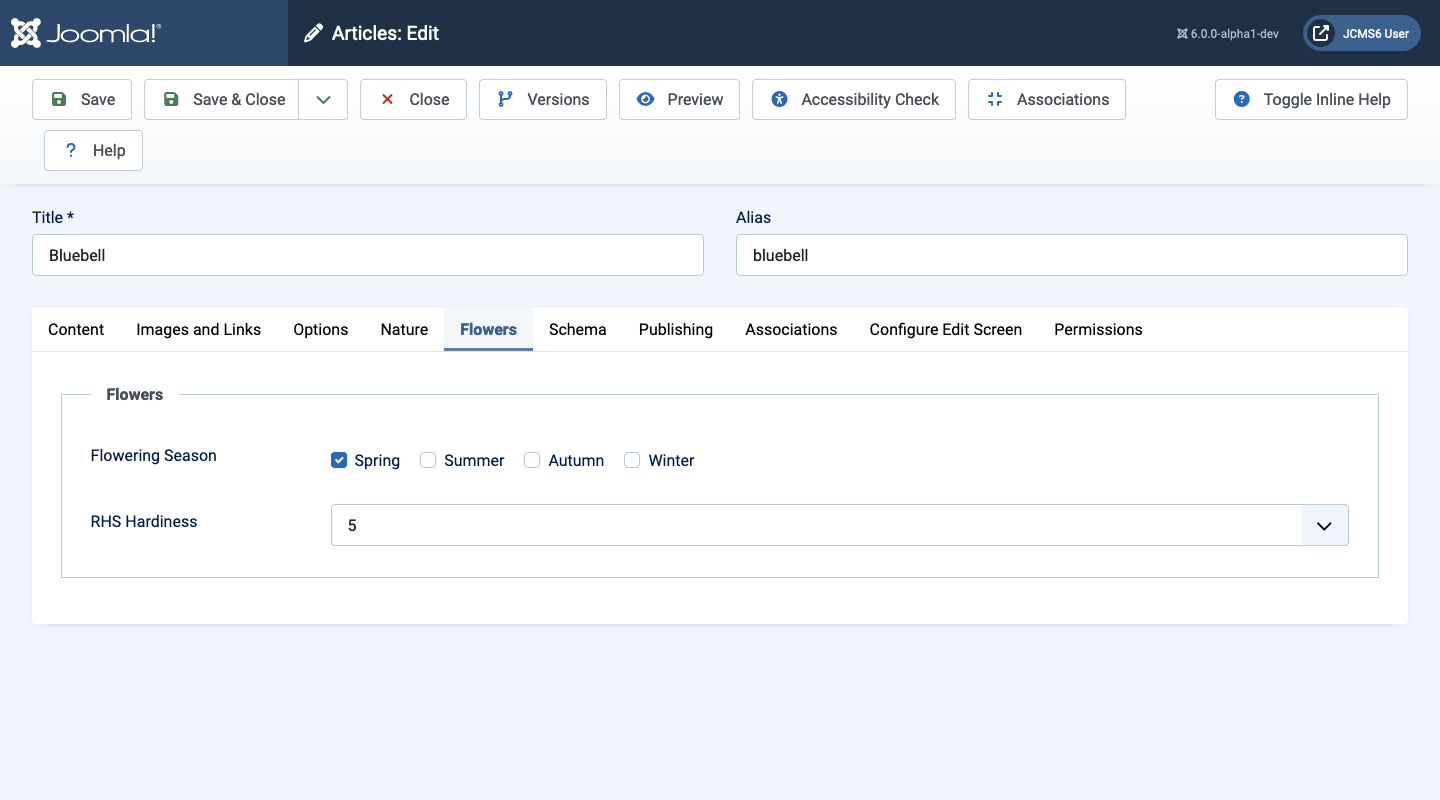 Joomla!®
Articles: Edit
6.0.0-alpha1-dev
JCMS6 User
Save
Save & Close
Close
Versions
Preview
Accessibility Check
Associations
Toggle Inline Help
? Help
Title *
Alias
Bluebell
bluebell
Content Images and Links Options Nature Flowers Schema Publishing Associations Configure Edit Screen Permissions
Flowers
Flowering Season
Spring Summer Autumn Winter
RHS Hardiness
5